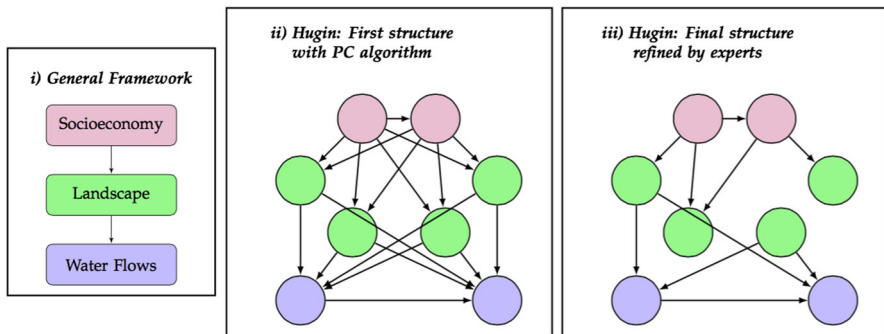 i) General Framework
Socioeconomy
Landscape
Water Flows
ii) Hugin: First structure
with PC algorithm
iii) Hugin: Final structure
refined by experts